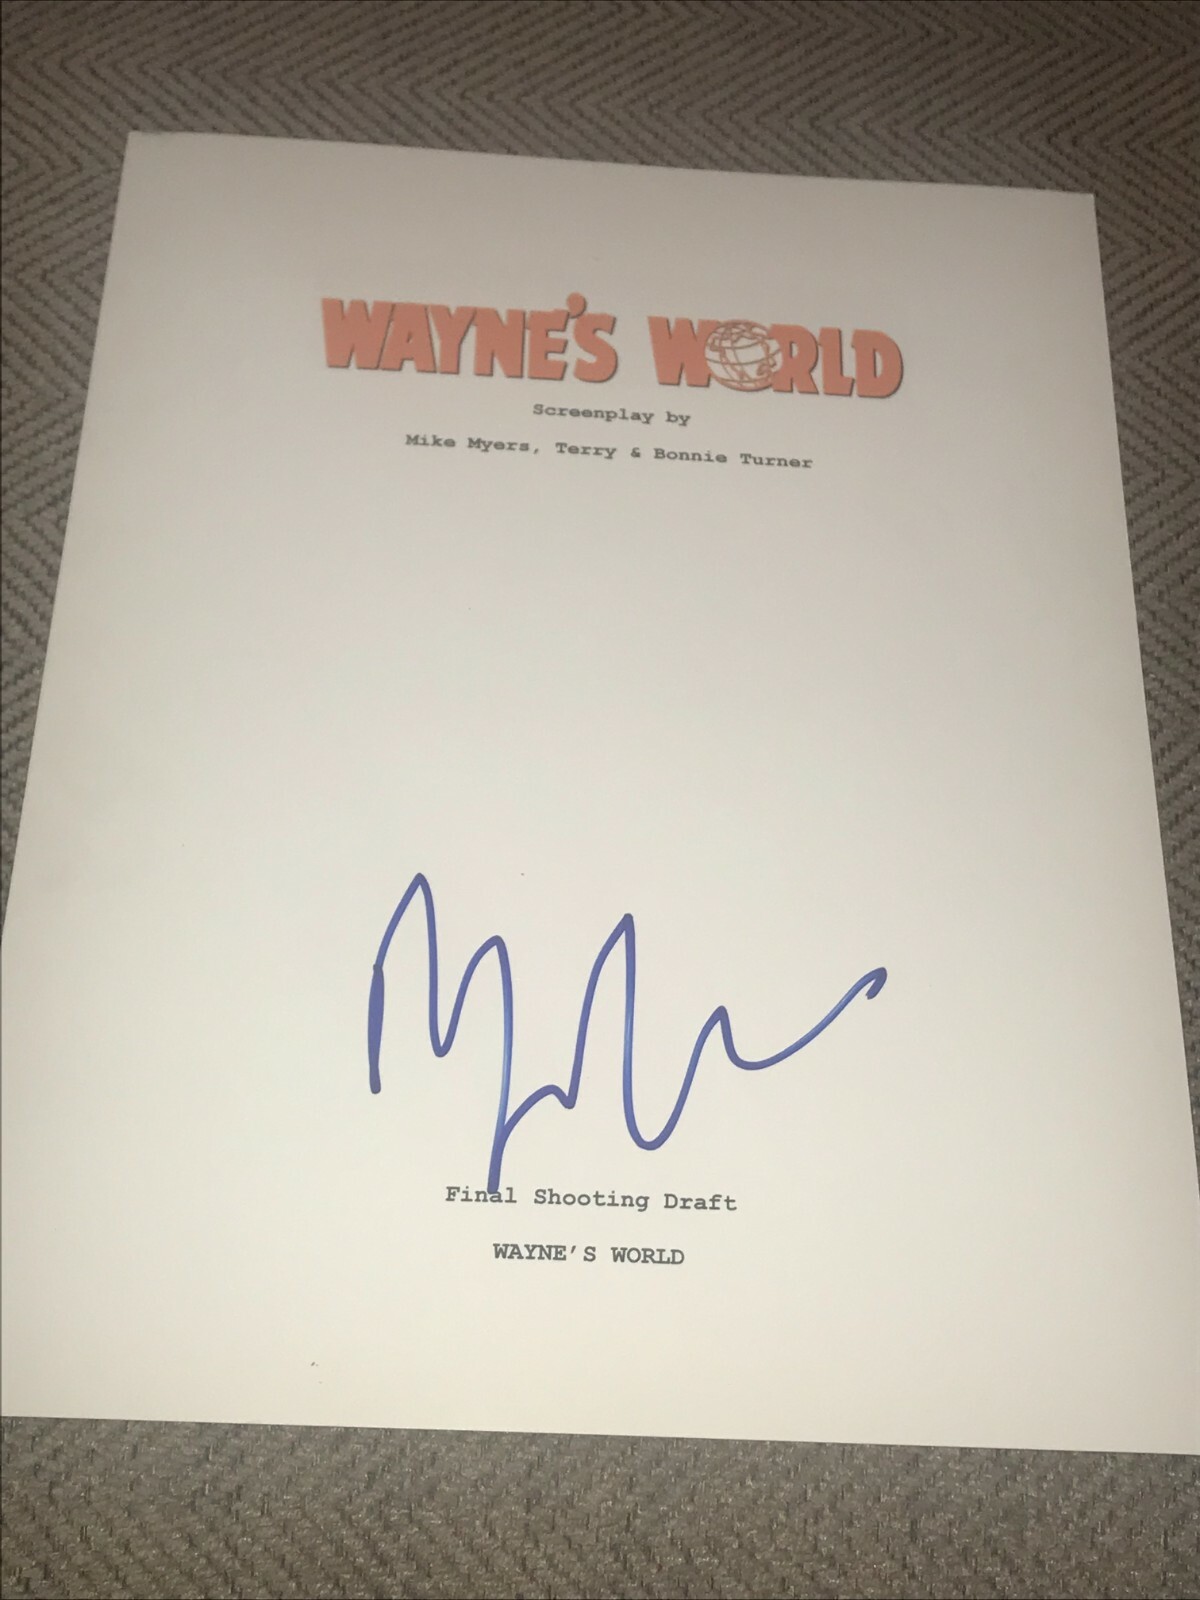 WAYNE'S WORLD
Screenplay by
Mike Myers, Terry & Bonnie Turner
Final Shooting Draft
WAYNE'S WORLD